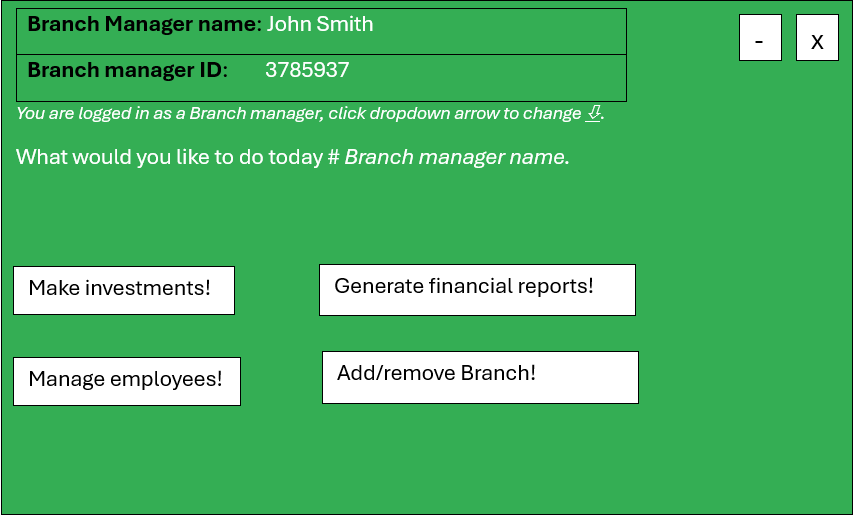 Branch Manager name: John Smith
- X
Branch manager ID: 3785937
You are logged in as a Branch manager, click dropdown arrow to change ⇩.
What would you like to do today # Branch manager name.
Make investments!
Generate financial reports!
Manage employees!
Add/remove Branch!